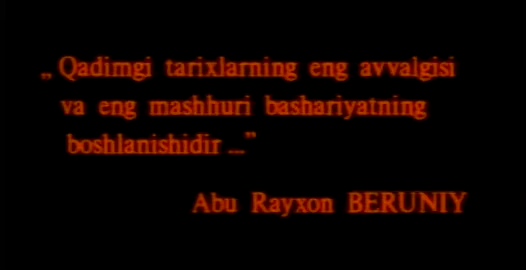 „ Qadimgi tarixlarning eng avvalgisi
va eng mashhuri bashariyatning
boshlanishidir ...”
Abu Rayxon BERUNIY